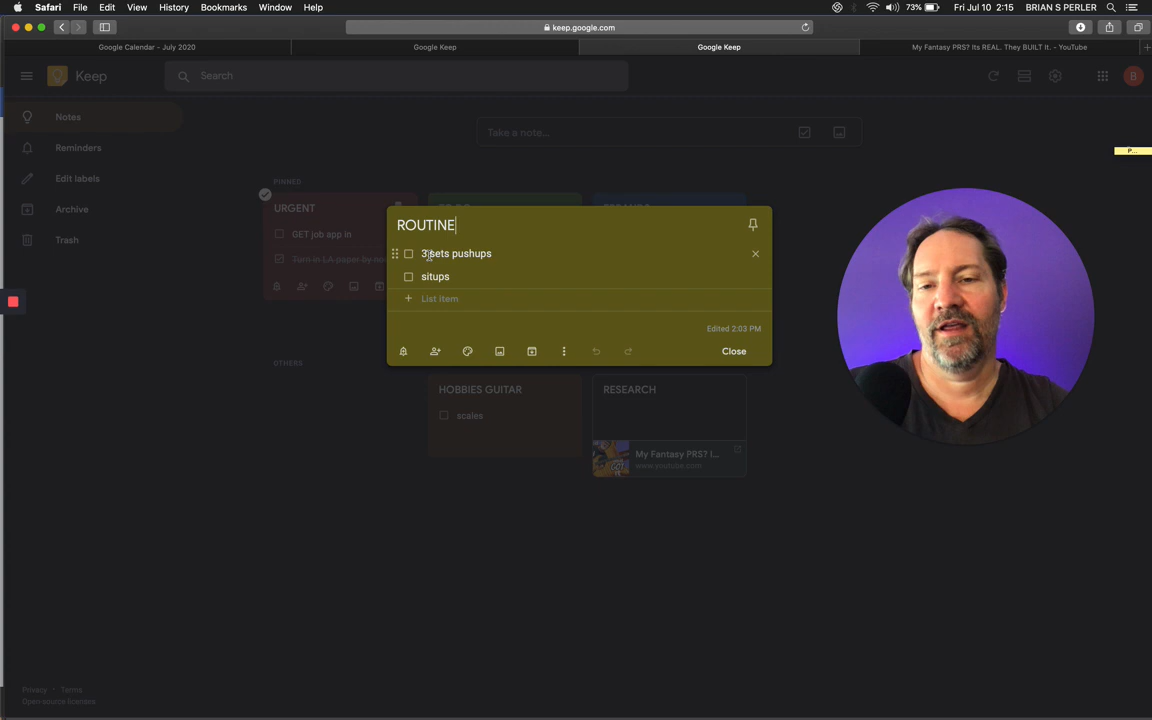 Safari File Edit View History Bookmarks Window Help
73% Fri Jul 10 2:15 BRIAN S PERLER
keep.google.com
Google Calendar - July 2020
Google Keep
Google Keep
My Fantasy PRS? Its REAL. They BUILT it. - YouTube
Keep
Search
B
Notes
Take a note...
Reminders
P...
Edit labels
PINNED
Archive
URGENT
ROUTINE
GET job app in
3 sets pushups
Trash
situps
+ List item
Edited 2:03 PM
Close
OTHERS
HOBBIES GUITAR
RESEARCH
scales
My Fantasy PRS? I...
www.youtube.com
Privacy · Terms
Open-source licenses